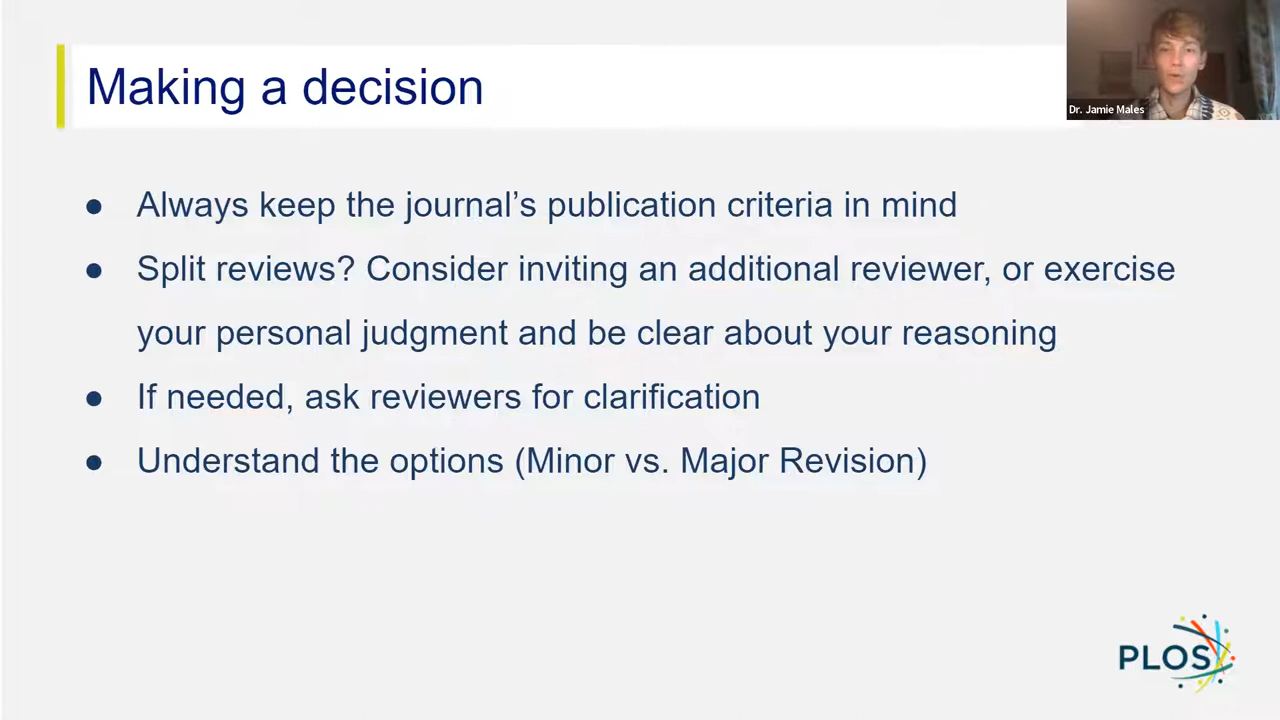 Making a decision
Dr. Jamie Males
● Always keep the journal’s publication criteria in mind
● Split reviews? Consider inviting an additional reviewer, or exercise
your personal judgment and be clear about your reasoning
● If needed, ask reviewers for clarification
● Understand the options (Minor vs. Major Revision)
PLOS